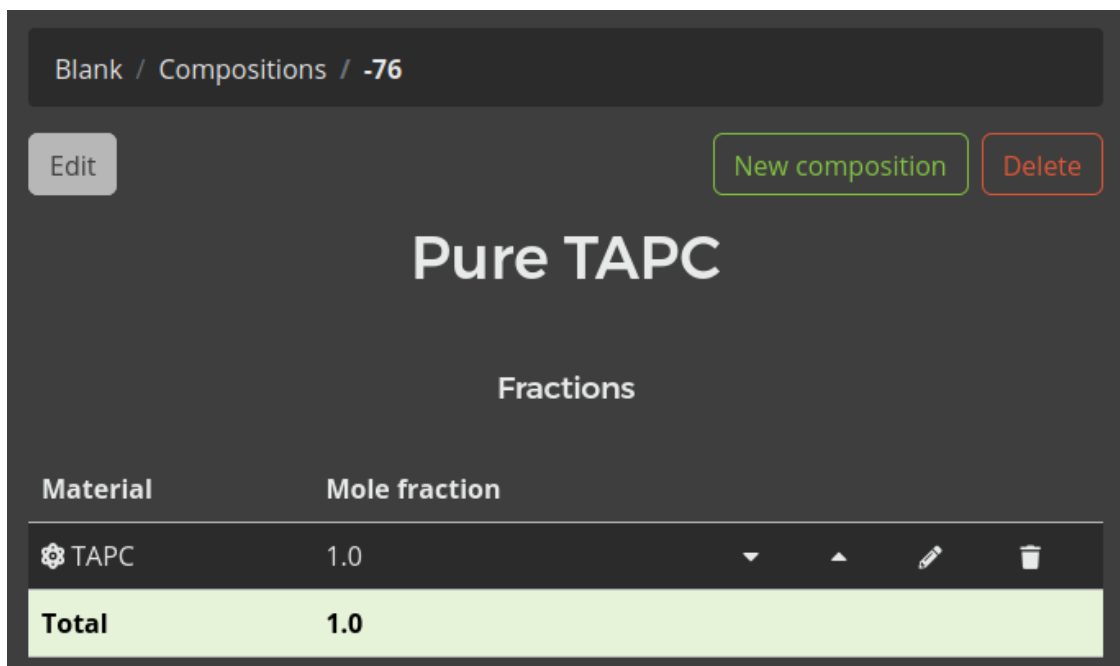 Blank / Compositions / -76
Edit New composition Delete
Pure TAPC
Fractions
Material Mole fraction
TAPC 1.0
Total 1.0